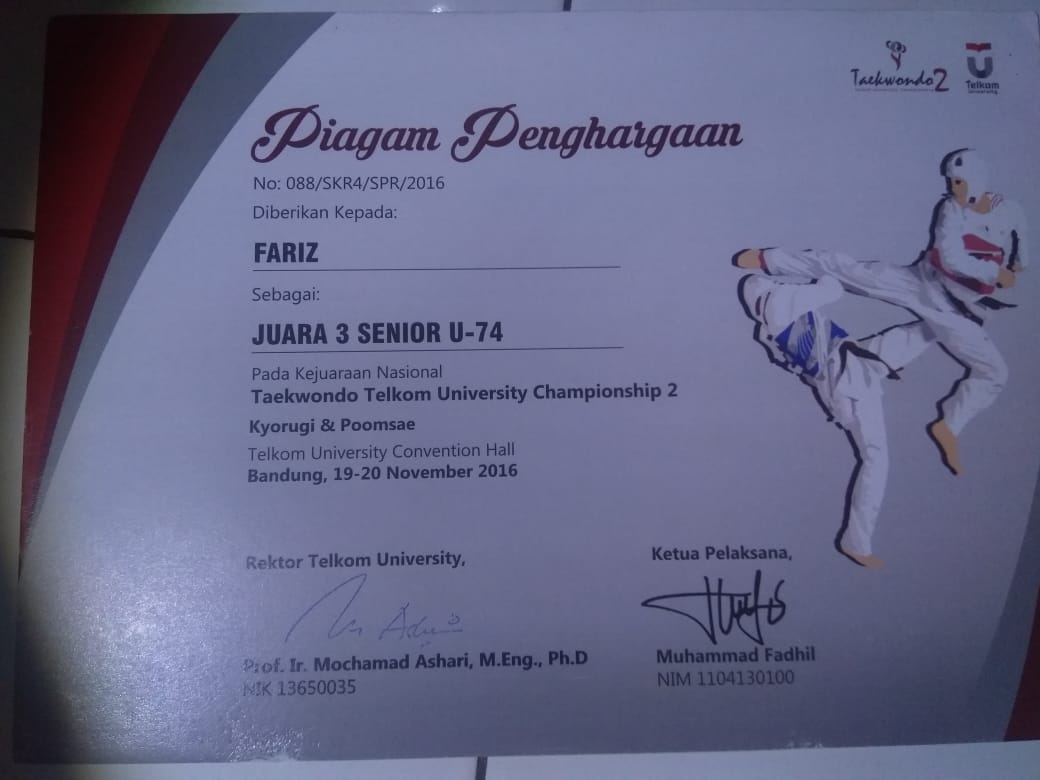 Taekwondo 2
Telkom
University
Piagam Penghargaan
No: 088/SKR4/SPR/2016
Diberikan Kepada:
FARIZ
Sebagai:
JUARA 3 SENIOR U-74
Pada Kejuaraan Nasional
Taekwondo Telkom University Championship 2
Kyorugi & Poomsae
Telkom University Convention Hall
Bandung, 19-20 November 2016
Rektor Telkom University,
Ketua Pelaksana,
Prof. Ir. Mochamad Ashari, M.Eng., Ph.D
NIK 13650035
Muhammad Fadhil
NIM 1104130100